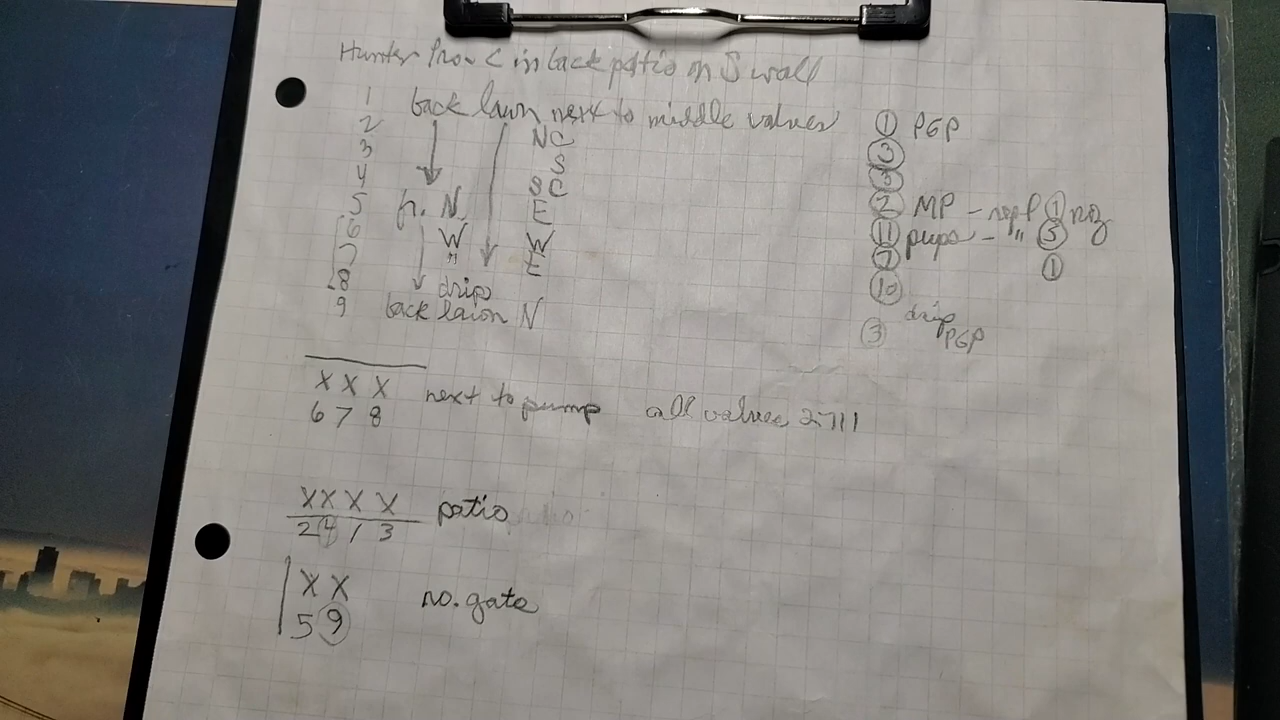 Hunter Pro-C in back patio on S wall
1 back lawn next to middle valves ① PGP
2 NC
3 S
4 SC ② MP - repl ① noz
5 fr. N E ⑪ pups - " ⑤
6 W W ⑦ ①
7 " E ⑩
8 drip drip
9 back lawn N ③ PGP
X X X next to pump all valves 2711
6 7 8
X X X X patio
2 4 1 3
X X no. gate
5 9